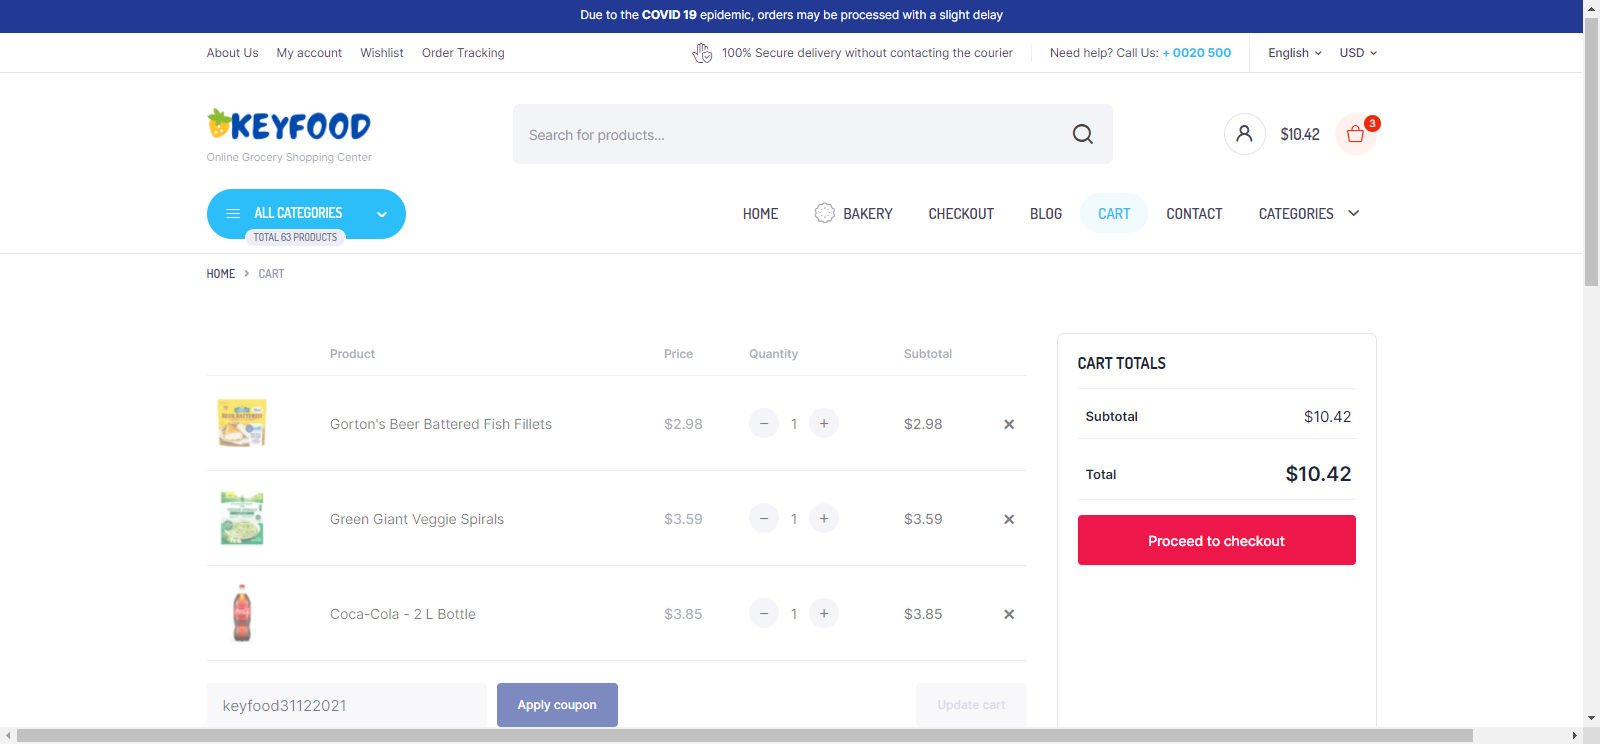 Due to the COVID 19 epidemic, orders may be processed with a slight delay
About Us My account Wishlist Order Tracking 100% Secure delivery without contacting the courier Need help? Call Us: + 0020 500 English USD
KEYFOOD
Online Grocery Shopping Center
Search for products...
$10.42 3
ALL CATEGORIES
TOTAL 63 PRODUCTS
HOME BAKERY CHECKOUT BLOG CART CONTACT CATEGORIES
HOME > CART
Product Price Quantity Subtotal
Gorton's Beer Battered Fish Fillets $2.98 − 1 + $2.98 ×
Green Giant Veggie Spirals $3.59 − 1 + $3.59 ×
Coca-Cola - 2 L Bottle $3.85 − 1 + $3.85 ×
keyfood31122021 Apply coupon Update cart
CART TOTALS
Subtotal $10.42
Total $10.42
Proceed to checkout